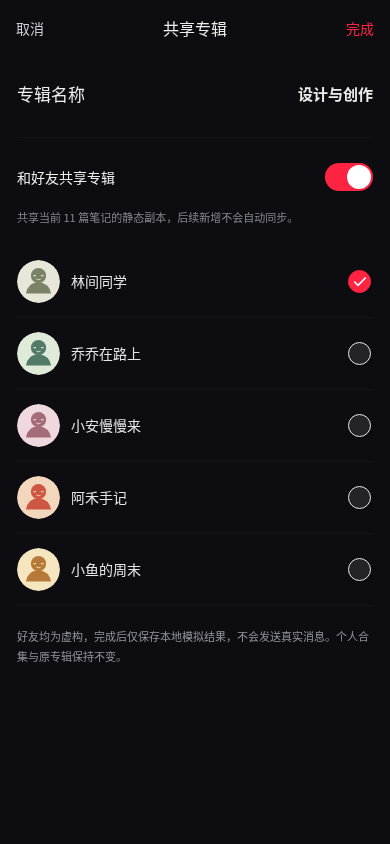 取消 共享专辑 完成
专辑名称 设计与创作
和好友共享专辑
共享当前 11 篇笔记的静态副本，后续新增不会自动同步。
林间同学
乔乔在路上
小安慢慢来
阿禾手记
小鱼的周末
好友均为虚构，完成后仅保存本地模拟结果，不会发送真实消息。个人合
集与原专辑保持不变。